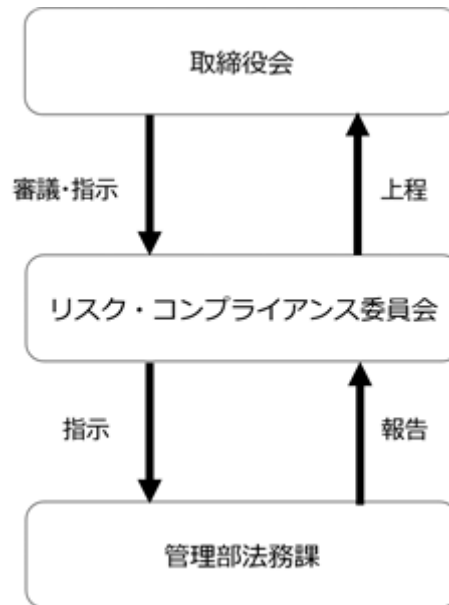 取締役会
審議・指示
上程
リスク・コンプライアンス委員会
指示
報告
管理部法務課